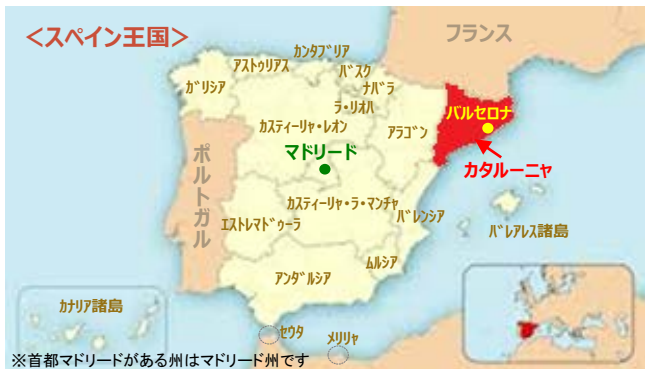 ＜スペイン王国＞
フランス
カンタブリア
アストゥリアス
バスク
ガリシア
ナバラ
ラ・リオハ
バルセロナ
カスティーリャ・レオン
アラゴン
マドリード
カタルーニャ
ポルトガル
カスティーリャ・ラ・マンチャ
エストレマドゥーラ
バレンシア
バレアレス諸島
ムルシア
アンダルシア
カナリア諸島
セウタ
メリリャ
※首都マドリードがある州はマドリード州です